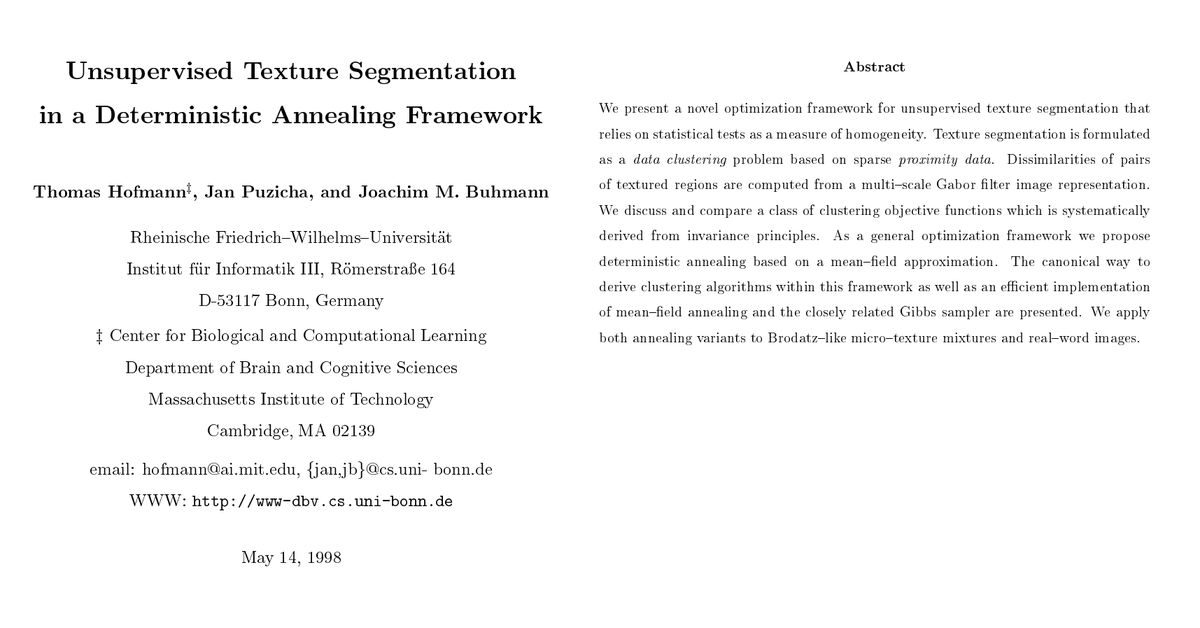 Unsupervised Texture Segmentation
in a Deterministic Annealing Framework
Thomas Hofmann‡, Jan Puzicha, and Joachim M. Buhmann
Rheinische Friedrich–Wilhelms–Universität
Institut für Informatik III, Römerstraße 164
D-53117 Bonn, Germany
‡ Center for Biological and Computational Learning
Department of Brain and Cognitive Sciences
Massachusetts Institute of Technology
Cambridge, MA 02139
email: hofmann@ai.mit.edu, {jan,jb}@cs.uni- bonn.de
WWW: http://www-dbv.cs.uni-bonn.de
May 14, 1998
Abstract
We present a novel optimization framework for unsupervised texture segmentation that
relies on statistical tests as a measure of homogeneity. Texture segmentation is formulated
as a data clustering problem based on sparse proximity data. Dissimilarities of pairs
of textured regions are computed from a multi–scale Gabor filter image representation.
We discuss and compare a class of clustering objective functions which is systematically
derived from invariance principles. As a general optimization framework we propose
deterministic annealing based on a mean–field approximation. The canonical way to
derive clustering algorithms within this framework as well as an efficient implementation
of mean–field annealing and the closely related Gibbs sampler are presented. We apply
both annealing variants to Brodatz–like micro–texture mixtures and real–word images.